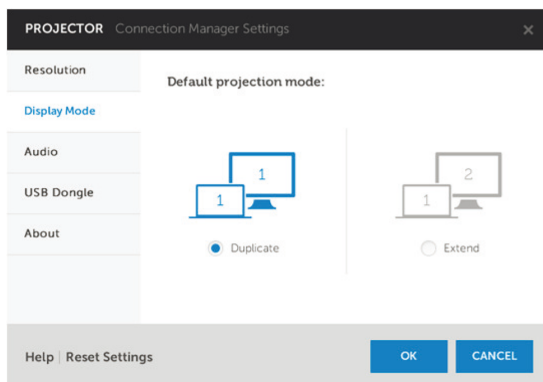 PROJECTOR Connection Manager Settings
Resolution
Display Mode
Audio
USB Dongle
About
Default projection mode:
1
1
Duplicate
2
1
Extend
Help | Reset Settings
OK
CANCEL